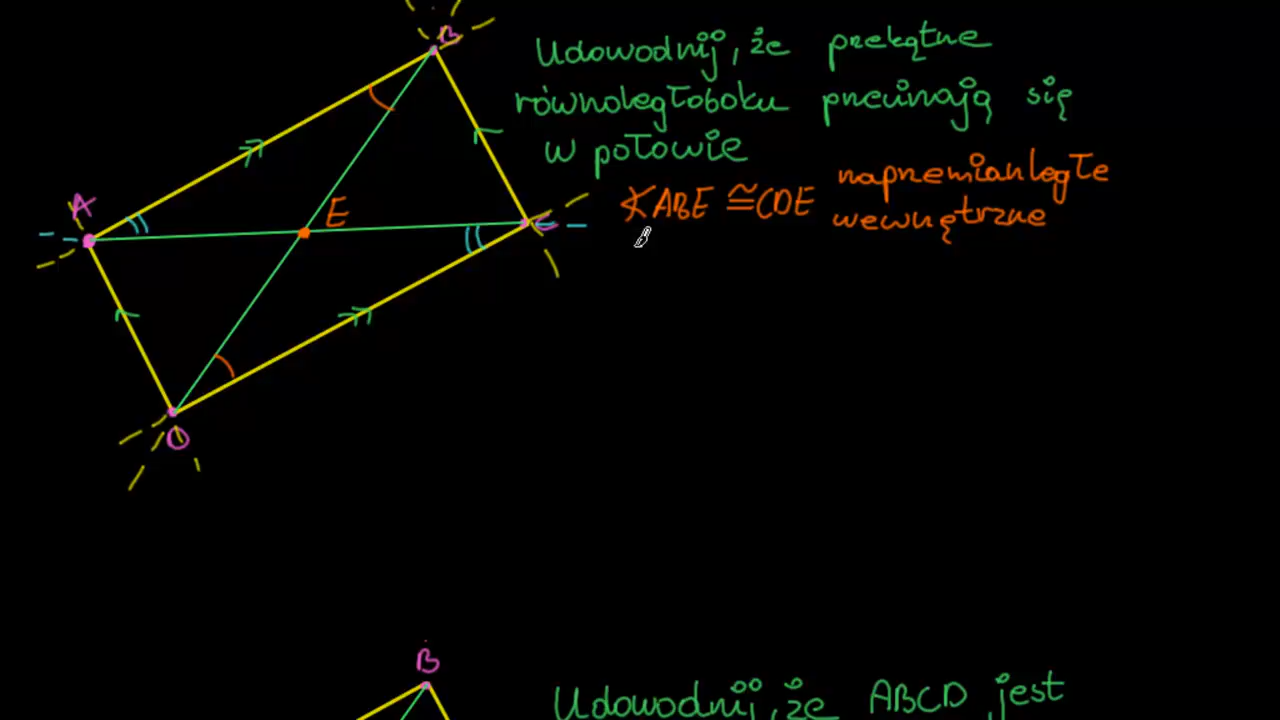 B
Udowodnij, że przekątne
równoległoboku przecinają się
w połowie
∢ABE ≅ CDE naprzemianległe
wewnętrzne
A
E
C
D
B
Udowodnij, że ABCD jest